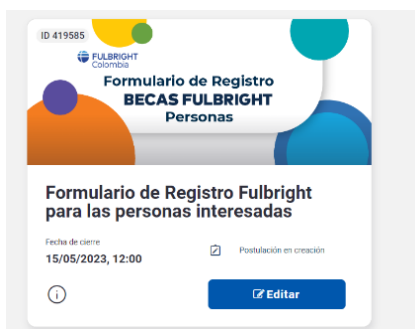 ID 419585
FULBRIGHT
Colombia
Formulario de Registro
BECAS FULBRIGHT
Personas
Formulario de Registro Fulbright
para las personas interesadas
Fecha de cierre
15/05/2023, 12:00
Postulación en creación
Editar